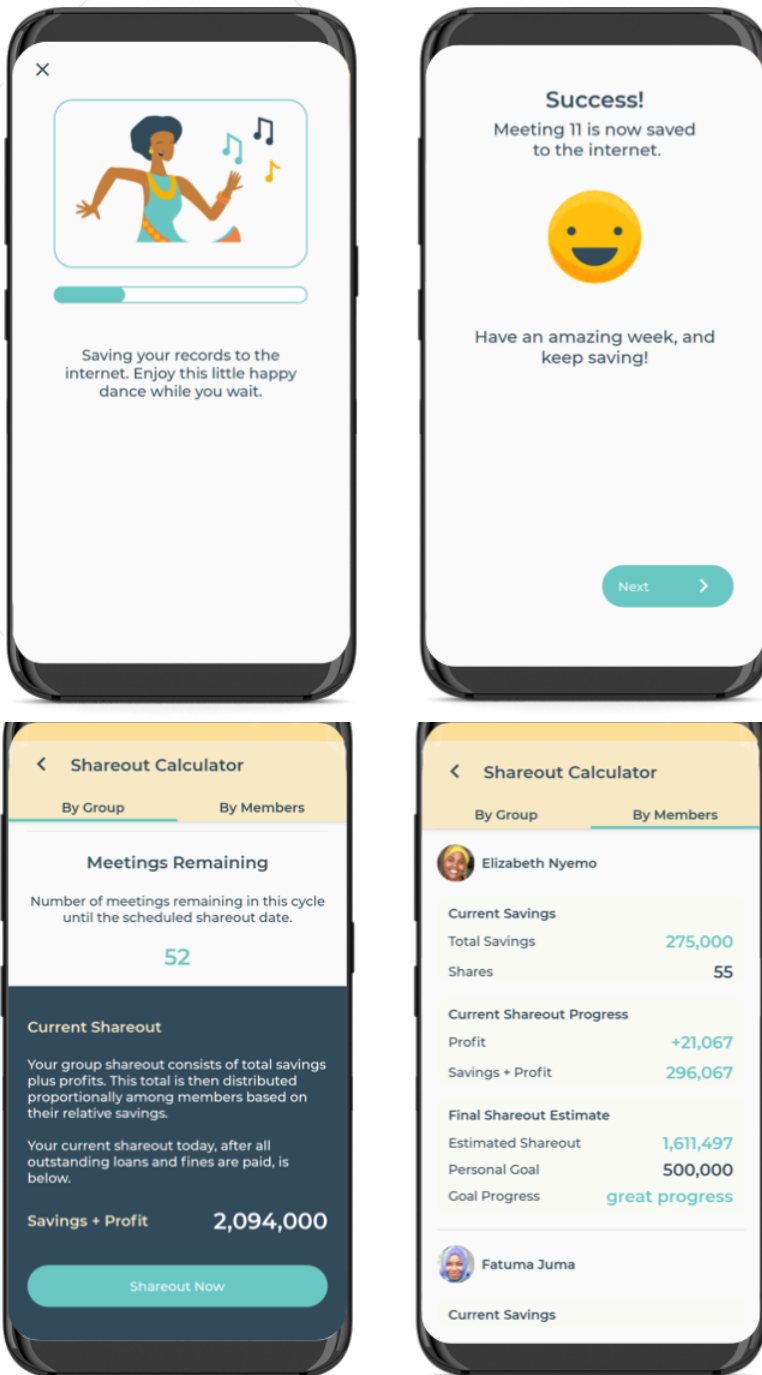 Saving your records to the
internet. Enjoy this little happy
dance while you wait.
Success!
Meeting 11 is now saved
to the internet.
Have an amazing week, and
keep saving!
Next
Shareout Calculator
By Group
By Members
Meetings Remaining
Number of meetings remaining in this cycle
until the scheduled shareout date.
52
Current Shareout
Your group shareout consists of total savings
plus profits. This total is then distributed
proportionally among members based on
their relative savings.
Your current shareout today, after all
outstanding loans and fines are paid, is
below.
Savings + Profit 2,094,000
Shareout Now
Shareout Calculator
By Group
By Members
Elizabeth Nyemo
Current Savings
Total Savings 275,000
Shares 55
Current Shareout Progress
Profit +21,067
Savings + Profit 296,067
Final Shareout Estimate
Estimated Shareout 1,611,497
Personal Goal 500,000
Goal Progress great progress
Fatuma Juma
Current Savings